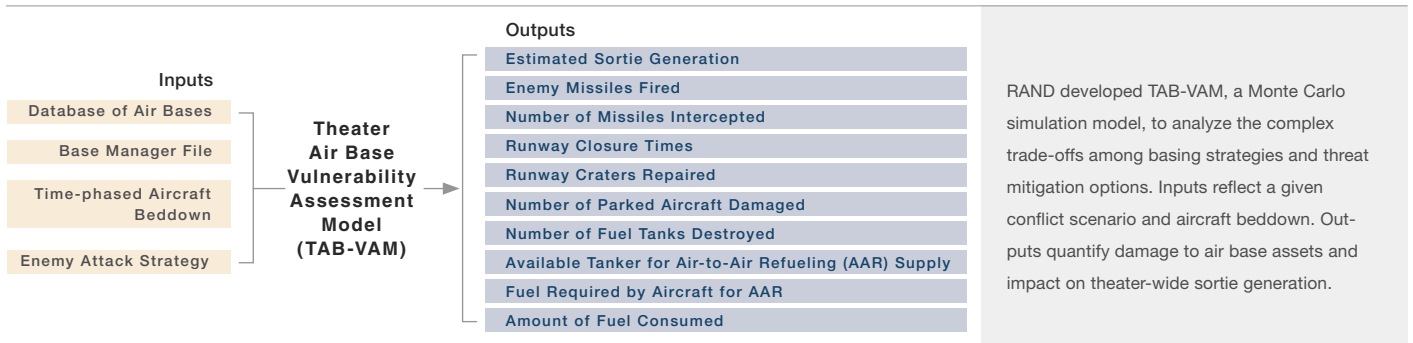 Inputs
Database of Air Bases
Base Manager File
Time-phased Aircraft
Beddown
Enemy Attack Strategy
Theater
Air Base
Vulnerability
Assessment
Model
(TAB-VAM)
Outputs
Estimated Sortie Generation
Enemy Missiles Fired
Number of Missiles Intercepted
Runway Closure Times
Runway Craters Repaired
Number of Parked Aircraft Damaged
Number of Fuel Tanks Destroyed
Available Tanker for Air-to-Air Refueling (AAR) Supply
Fuel Required by Aircraft for AAR
Amount of Fuel Consumed
RAND developed TAB-VAM, a Monte Carlo
simulation model, to analyze the complex
trade-offs among basing strategies and threat
mitigation options. Inputs reflect a given
conflict scenario and aircraft beddown. Out-
puts quantify damage to air base assets and
impact on theater-wide sortie generation.